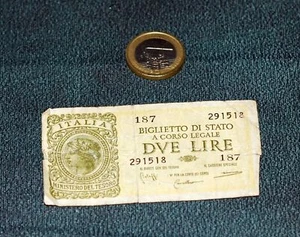 187 291518
ITALIA
BIGLIETTO DI STATO
A CORSO LEGALE
DVE LIRE
291518 187
MINISTERO DEL TESORO